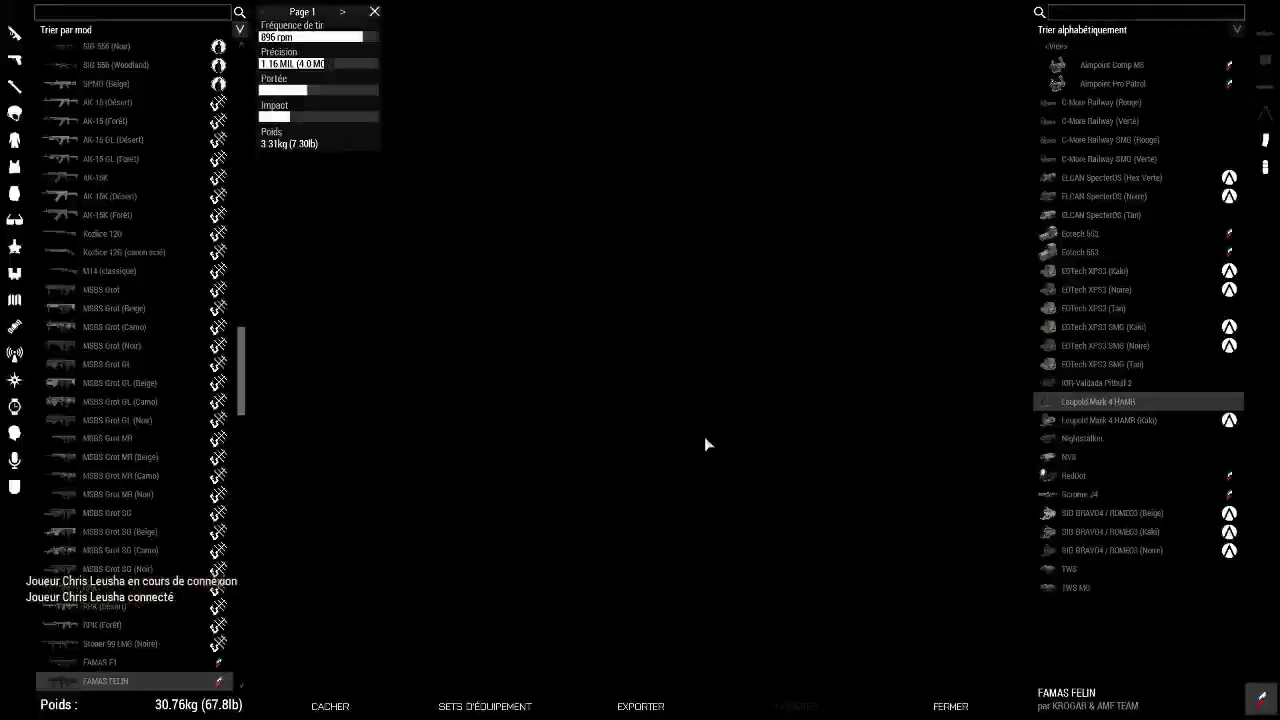 Trier par mod
SIG 556 (Noir)
SIG 556 (Woodland)
SPMG (Beige)
AK-15 (Désert)
AK-15 (Forêt)
AK-15 GL (Désert)
AK-15 GL (Forêt)
AK-15K
AK-15K (Désert)
AK-15K (Forêt)
Kozlice 12G
Kozlice 12G (canon scié)
M14 (classique)
MSBS Grot
MSBS Grot (Beige)
MSBS Grot (Camo)
MSBS Grot (Noir)
MSBS Grot GL
MSBS Grot GL (Beige)
MSBS Grot GL (Camo)
MSBS Grot GL (Noir)
MSBS Grot MR
MSBS Grot MR (Beige)
MSBS Grot MR (Camo)
MSBS Grot MR (Noir)
MSBS Grot SG
MSBS Grot SG (Beige)
MSBS Grot SG (Camo)
MSBS Grot SG (Noir)
Joueur Chris Leusha en cours de connexion
Joueur Chris Leusha connecté
RPK (Désert)
RPK (Forêt)
Stoner 99 LMG (Noire)
FAMAS F1
FAMAS FELIN
Poids : 30.76kg (67.8lb)
Page 1 >
Fréquence de tir
896 rpm
Précision
1.16 MIL (4.0 MOA)
Portée
Impact
Poids
3.31kg (7.30lb)
CACHER
SETS D'ÉQUIPEMENT
EXPORTER
FERMER
Trier alphabétiquement
<Vide>
Aimpoint Comp M5
Aimpoint Pro Patrol
C-More Railway (Rouge)
C-More Railway (Verte)
C-More Railway SMG (Rouge)
C-More Railway SMG (Verte)
ELCAN SpecterOS (Hex Verte)
ELCAN SpecterOS (Noire)
ELCAN SpecterOS (Tan)
Eotech 552
Eotech 553
EOTech XPS3 (Kaki)
EOTech XPS3 (Noire)
EOTech XPS3 (Tan)
EOTech XPS3 SMG (Kaki)
EOTech XPS3 SMG (Noire)
EOTech XPS3 SMG (Tan)
IOR-Valdada Pitbull 2
Leupold Mark 4 HAMR
Leupold Mark 4 HAMR (Kaki)
Nightstalker
NVS
RedDot
Scrome J4
SIG BRAVO4 / ROMEO3 (Beige)
SIG BRAVO4 / ROMEO3 (Kaki)
SIG BRAVO4 / ROMEO3 (Noire)
TWS
TWS MG
FAMAS FELIN
par KROGAR & AMF TEAM